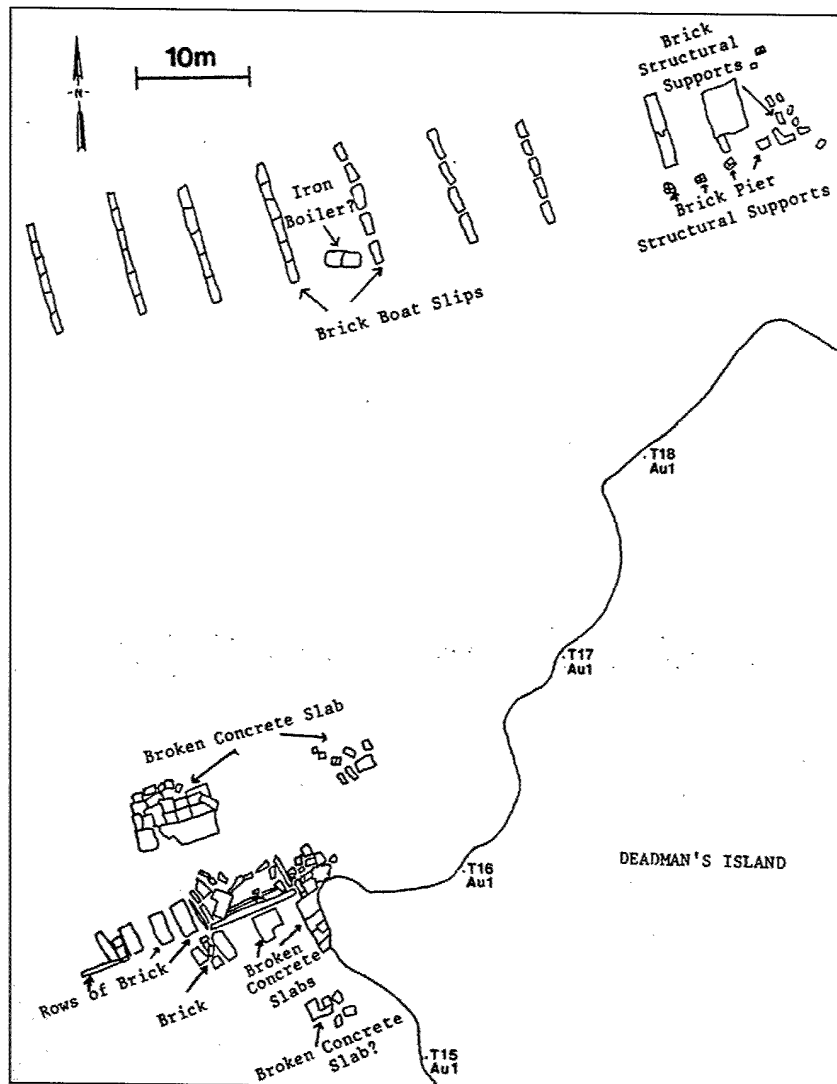 10m
-N-
Brick
Structural
Supports
Iron
Boiler?
Brick Pier
Structural Supports
Brick Boat Slips
.T18
Au1
.T17
Au1
Broken Concrete Slab
DEADMAN'S ISLAND
.T16
Au1
Rows of Brick
Brick
Broken
Concrete
Slabs
Broken Concrete
Slab?
.T15
Au1